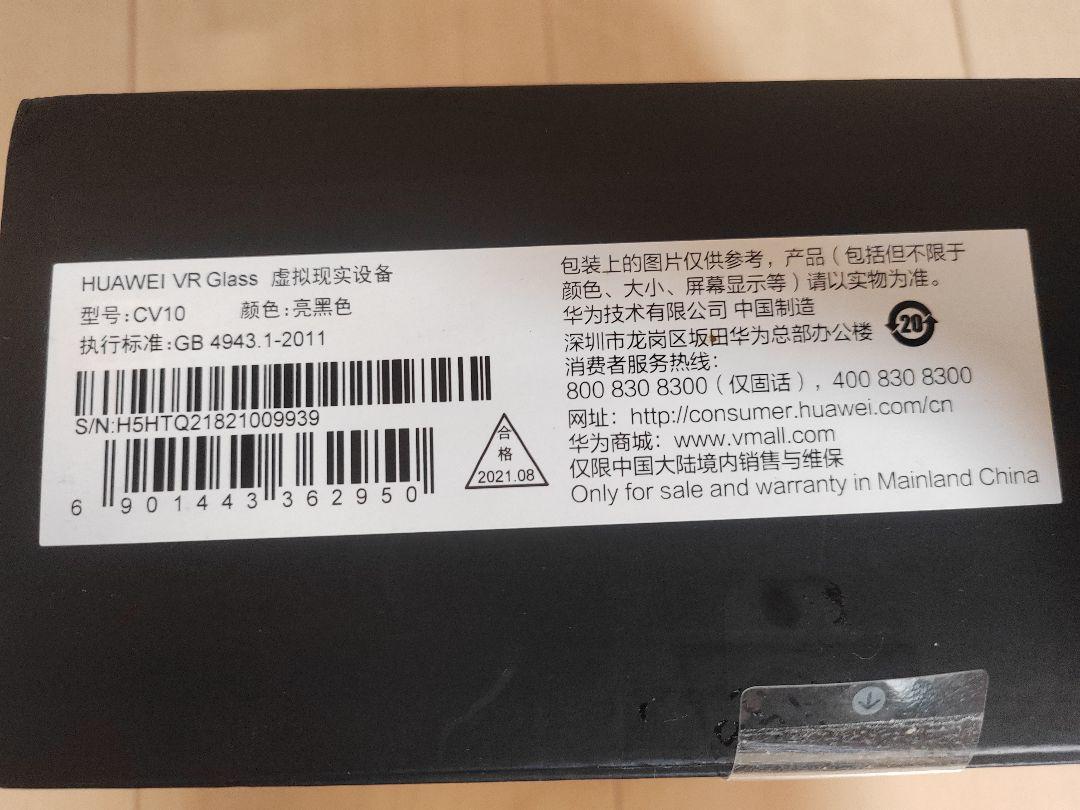 HUAWEI VR Glass 虚拟现实设备
型号:CV10 颜色:亮黑色
执行标准:GB 4943.1-2011
S/N:H5HTQ21821009939
6 901443 362950
合
格
2021.08
包装上的图片仅供参考，产品（包括但不限于
颜色、大小、屏幕显示等）请以实物为准。
华为技术有限公司 中国制造
深圳市龙岗区坂田华为总部办公楼
20
消费者服务热线:
800 830 8300（仅固话）, 400 830 8300
网址: http://consumer.huawei.com/cn
华为商城: www.vmall.com
仅限中国大陆境内销售与维保
Only for sale and warranty in Mainland China